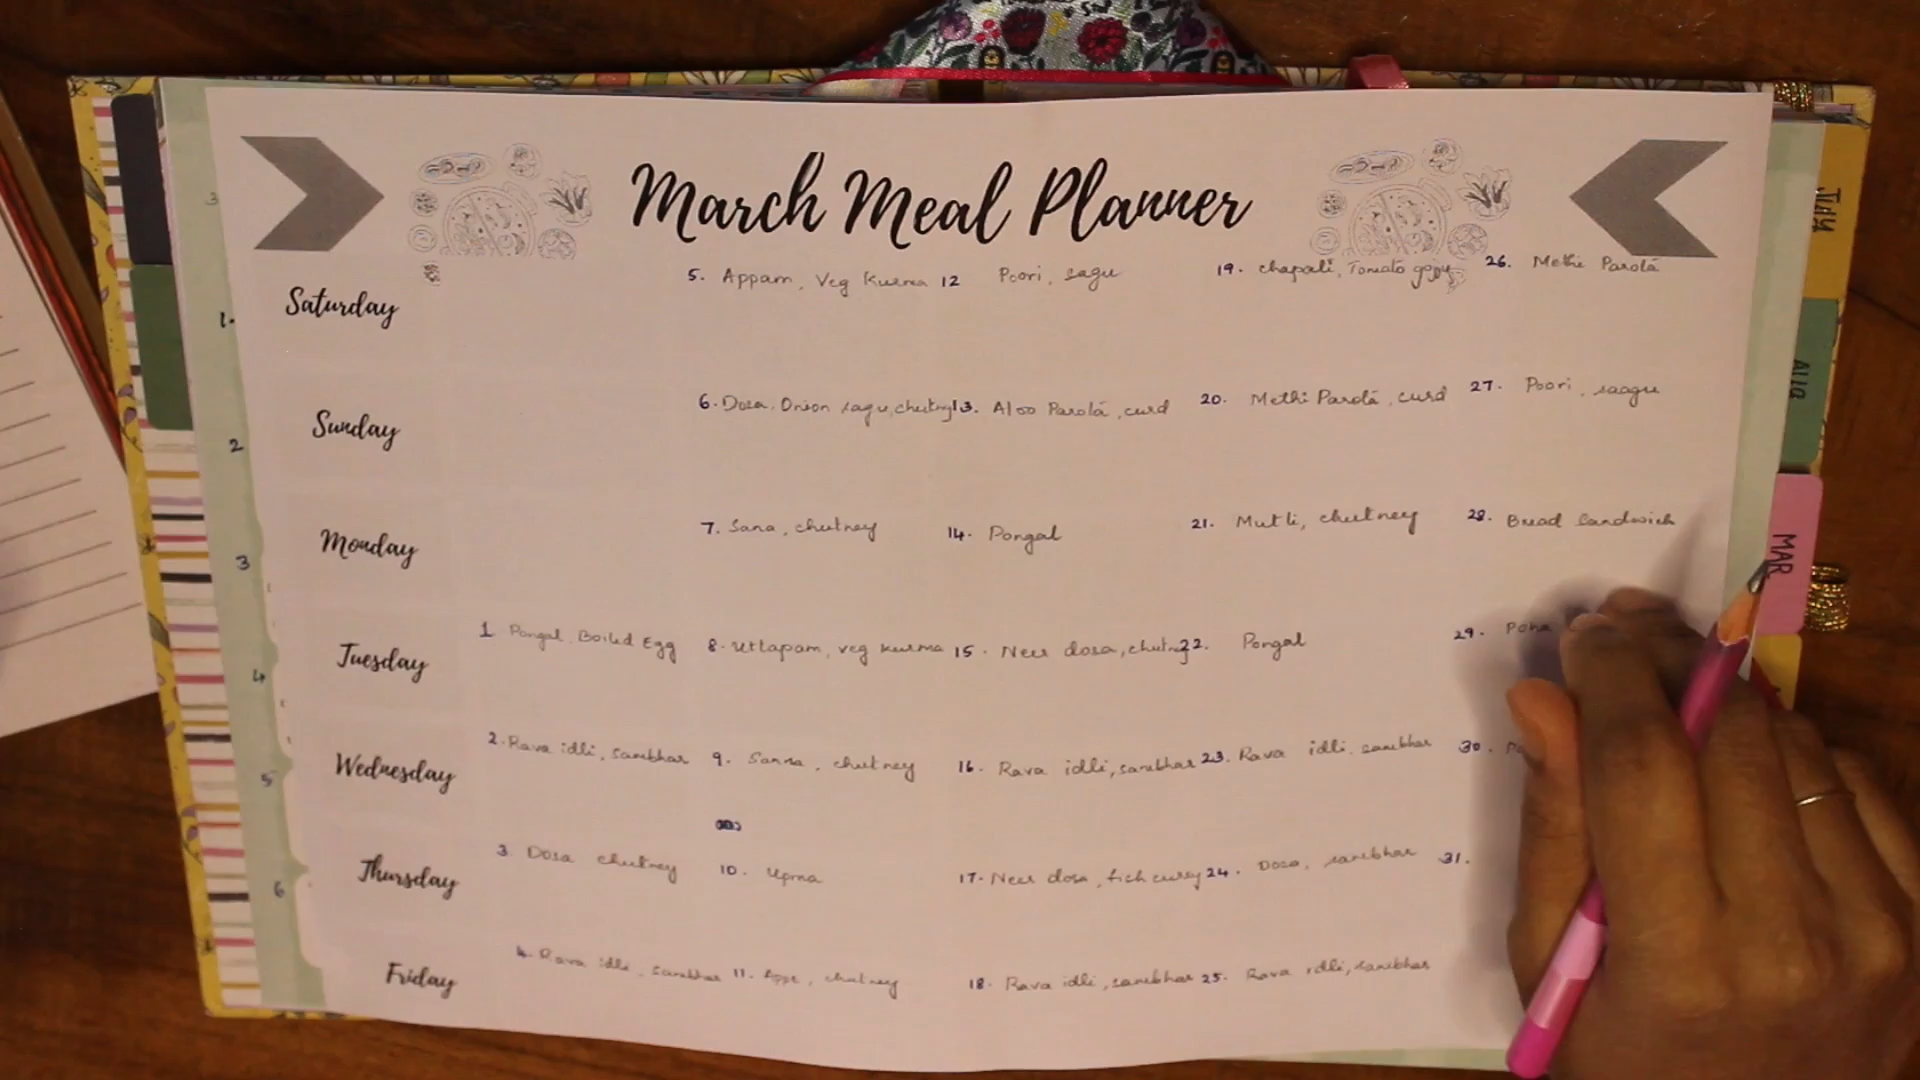 March Meal Planner
Saturday
5. Appam, Veg Kurma
12 Poori, sagu
19. chapati, Tomato gojju
26. Methi Parota
Sunday
6. Dosa, Onion sagu, chutney
13. Aloo Parota, curd
20. Methi Parota, curd
27. Poori, saagu
Monday
7. Sana, chutney
14. Pongal
21. Mutli, chutney
28. Bread Sandwich
Tuesday
1 Pongal, Boiled Egg
8. Uttapam, veg kurma
15. Neer dosa, chutney
22. Pongal
29. Poha
Wednesday
2. Rava idli, Sambhar
9. Sanna, chutney
16. Rava idli, sambhar
23. Rava idli, sambhar
30.
Thursday
3. Dosa chutney
10. Upma
17. Neer dosa, fish curry
24. Dosa, sambhar
31.
Friday
4. Rava idli, Sambhar
11. Appe, chutney
18. Rava idli, sambhar
25. Rava idli, sambhar
1.
2
3
4
5
6
MAR